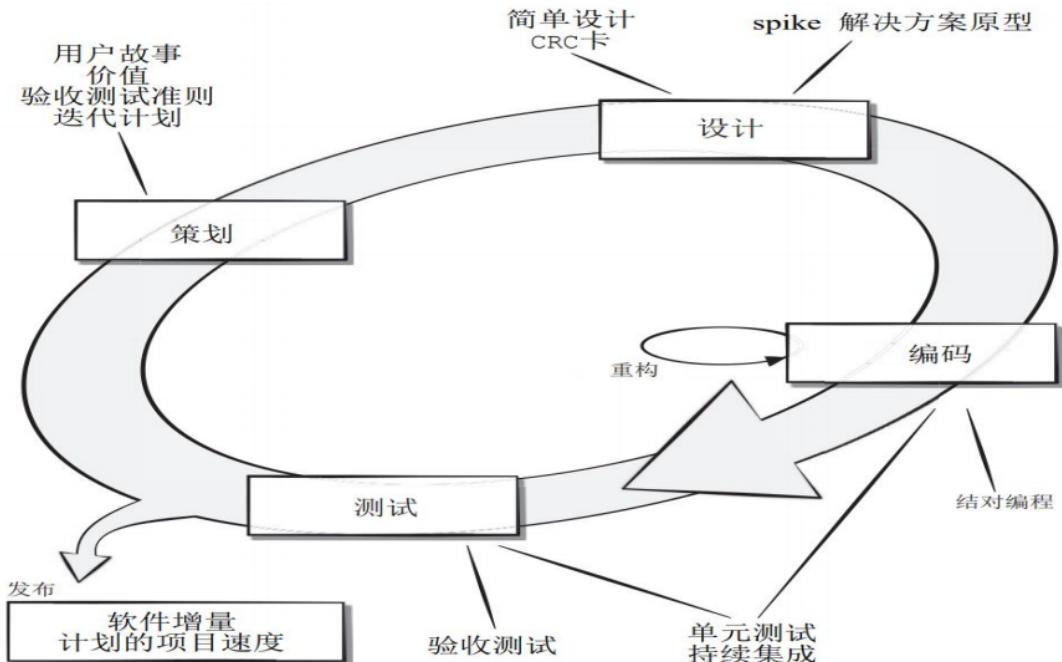 简单设计
CRC卡
spike 解决方案原型
用户故事
价值
验收测试准则
迭代计划
设计
策划
编码
重构
测试
结对编程
发布
软件增量
计划的项目速度
验收测试
单元测试
持续集成